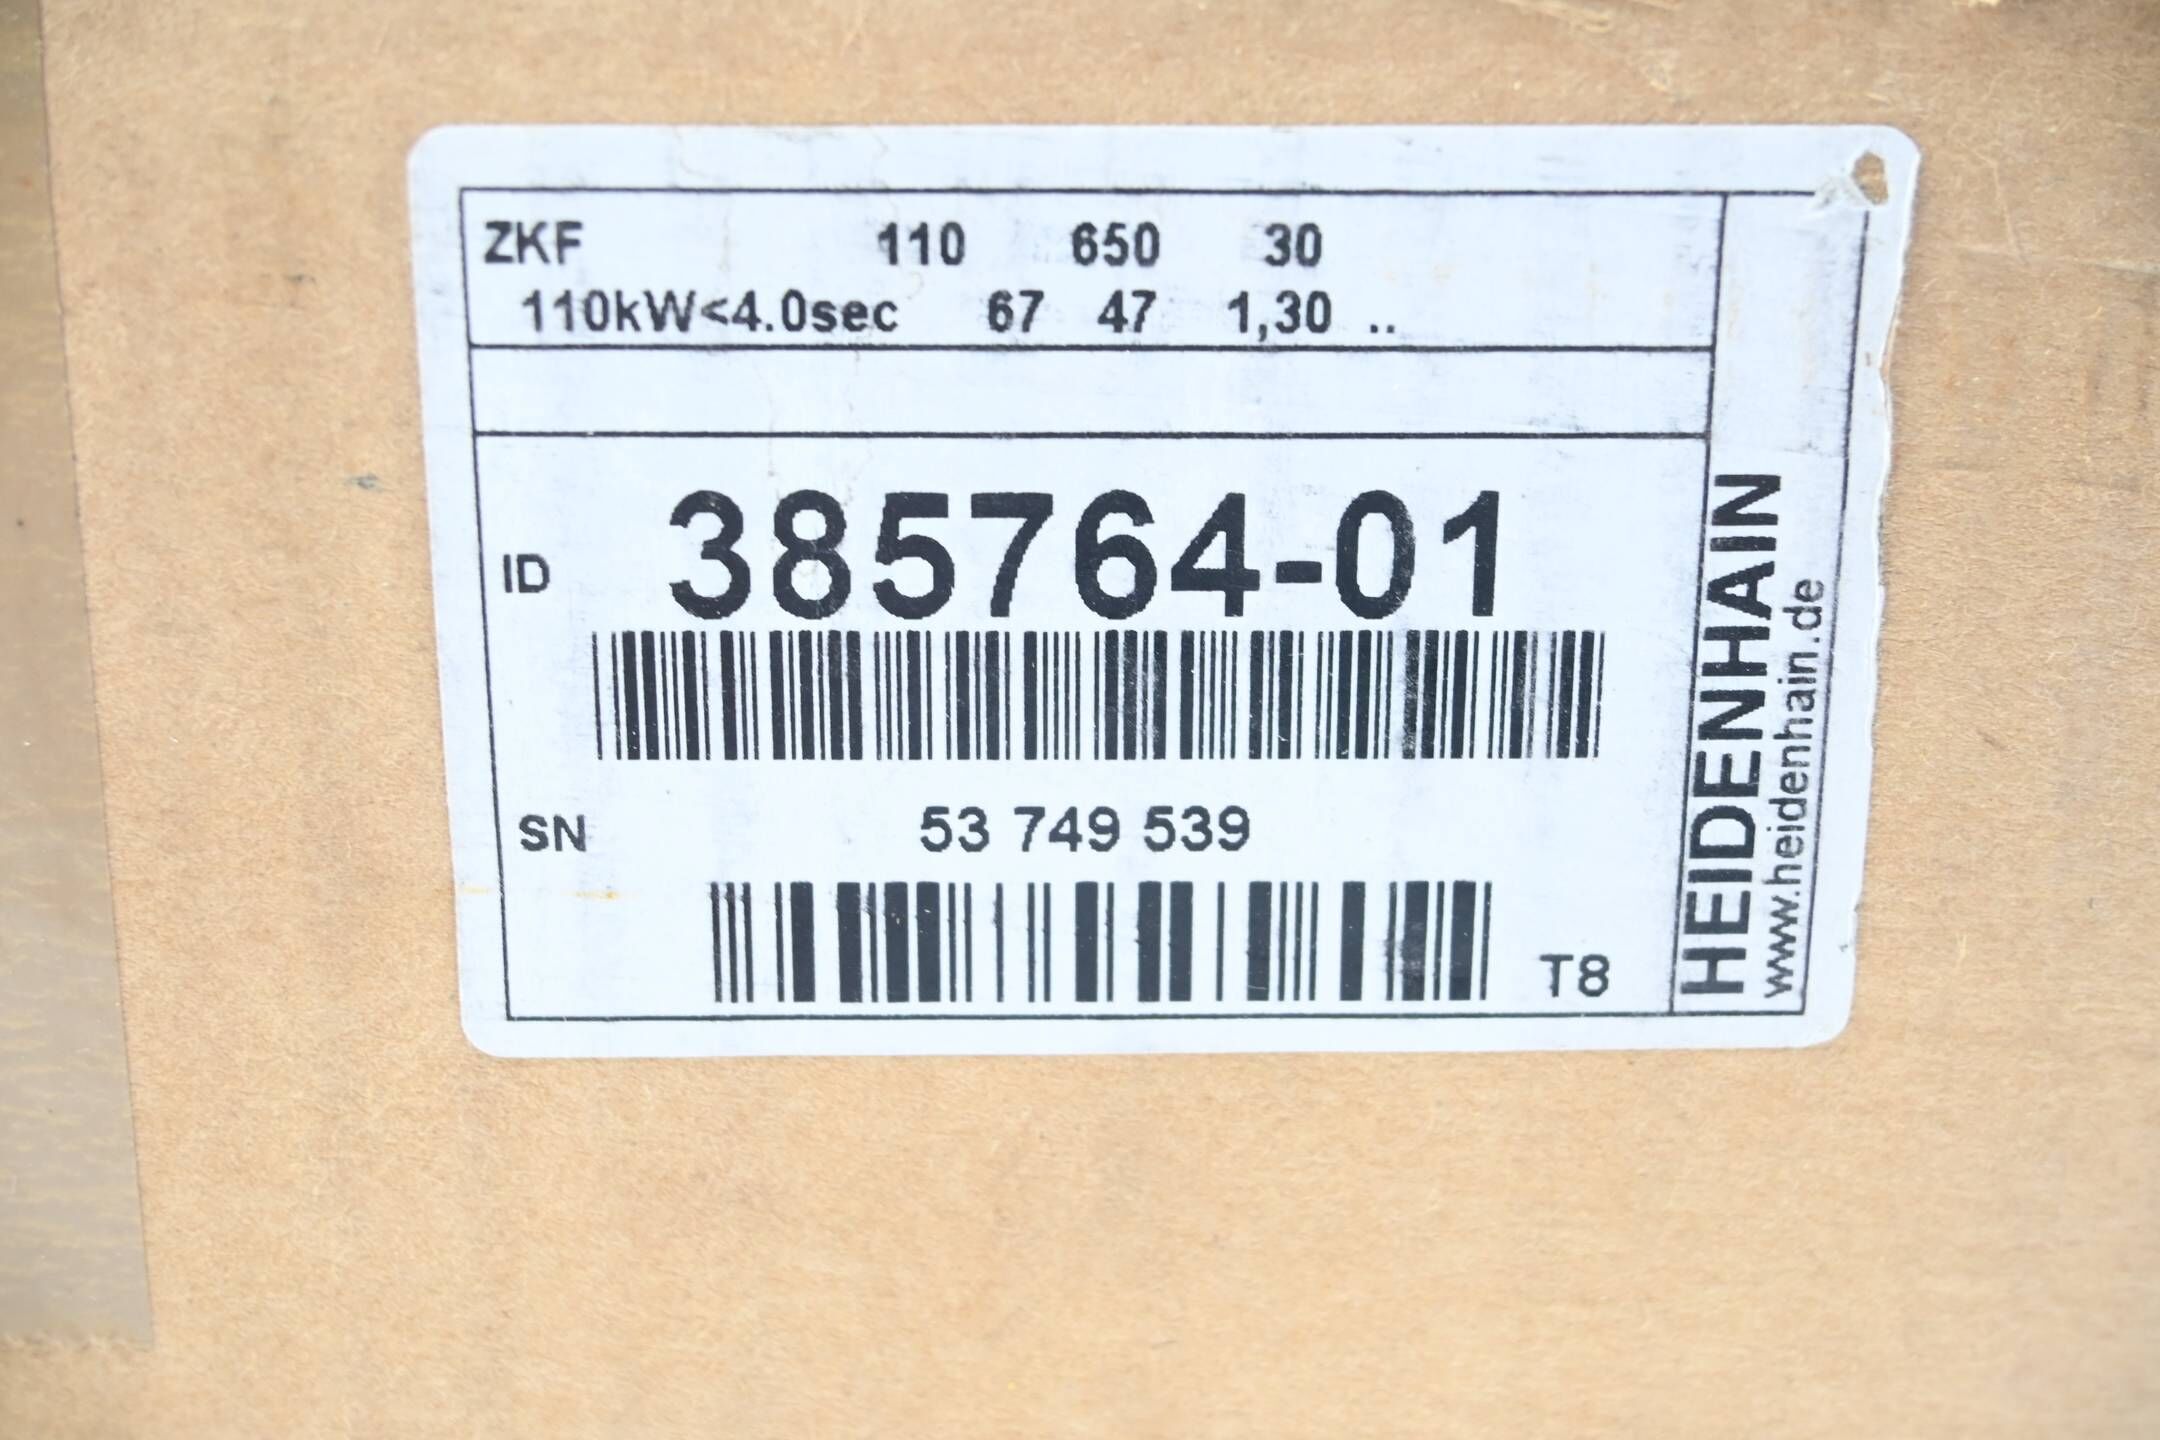 ZKF 110 650 30
110kW<4.0sec 67 47 1,30 ..
ID 385764-01
SN 53 749 539
T8
HEIDENHAIN
www.heidenhain.de